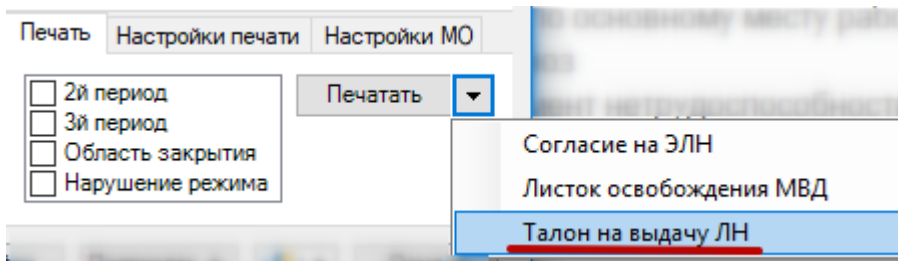 Печать Настройки печати Настройки МО
2й период
3й период
Область закрытия
Нарушение режима
Печатать
Согласие на ЭЛН
Листок освобождения МВД
Талон на выдачу ЛН